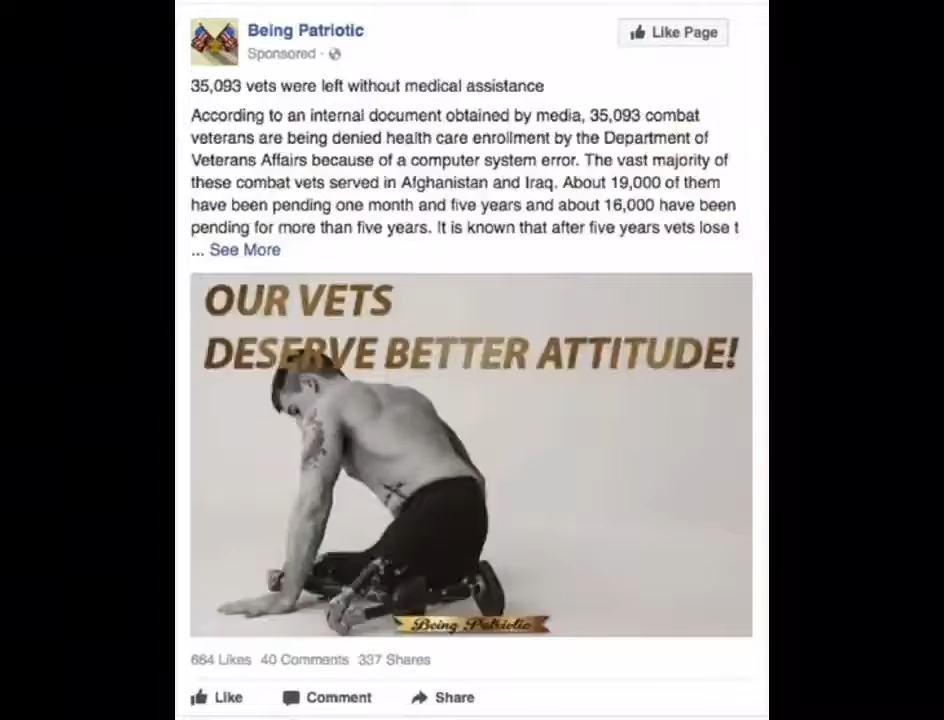 Being Patriotic
Like Page
Sponsored ·
35,093 vets were left without medical assistance
According to an internal document obtained by media, 35,093 combat
veterans are being denied health care enrollment by the Department of
Veterans Affairs because of a computer system error. The vast majority of
these combat vets served in Afghanistan and Iraq. About 19,000 of them
have been pending one month and five years and about 16,000 have been
pending for more than five years. It is known that after five years vets lose t
... See More
OUR VETS
DESERVE BETTER ATTITUDE!
Being Patriotic
664 Likes 40 Comments 337 Shares
Like Comment Share